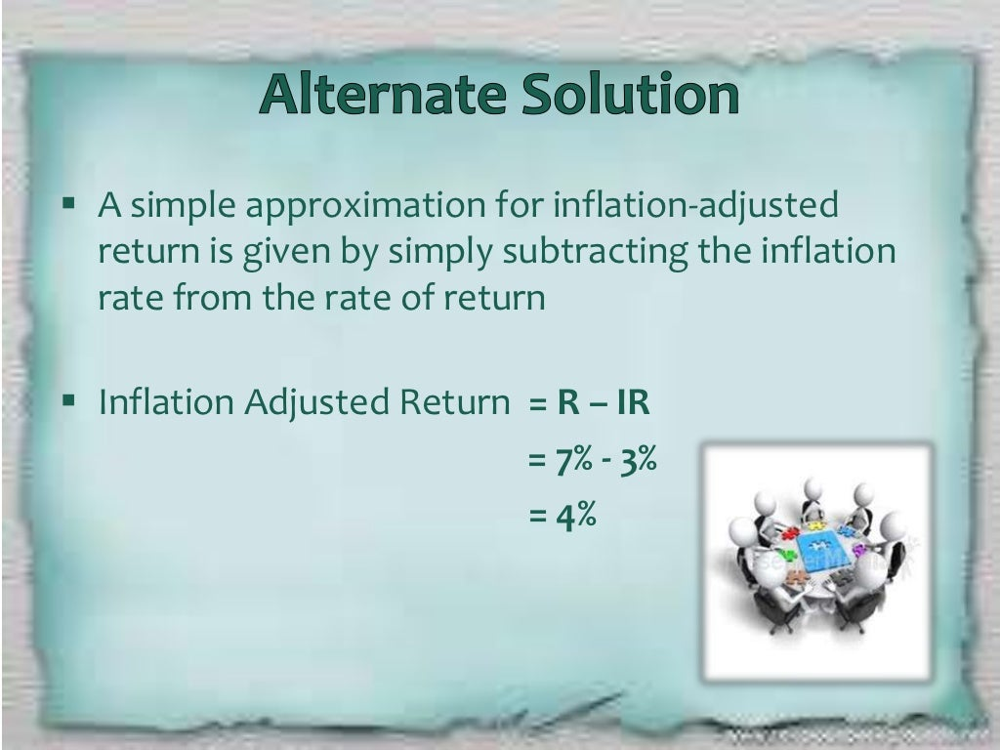 Alternate Solution
▪ A simple approximation for inflation-adjusted
return is given by simply subtracting the inflation
rate from the rate of return
▪ Inflation Adjusted Return = R – IR
= 7% - 3%
= 4%